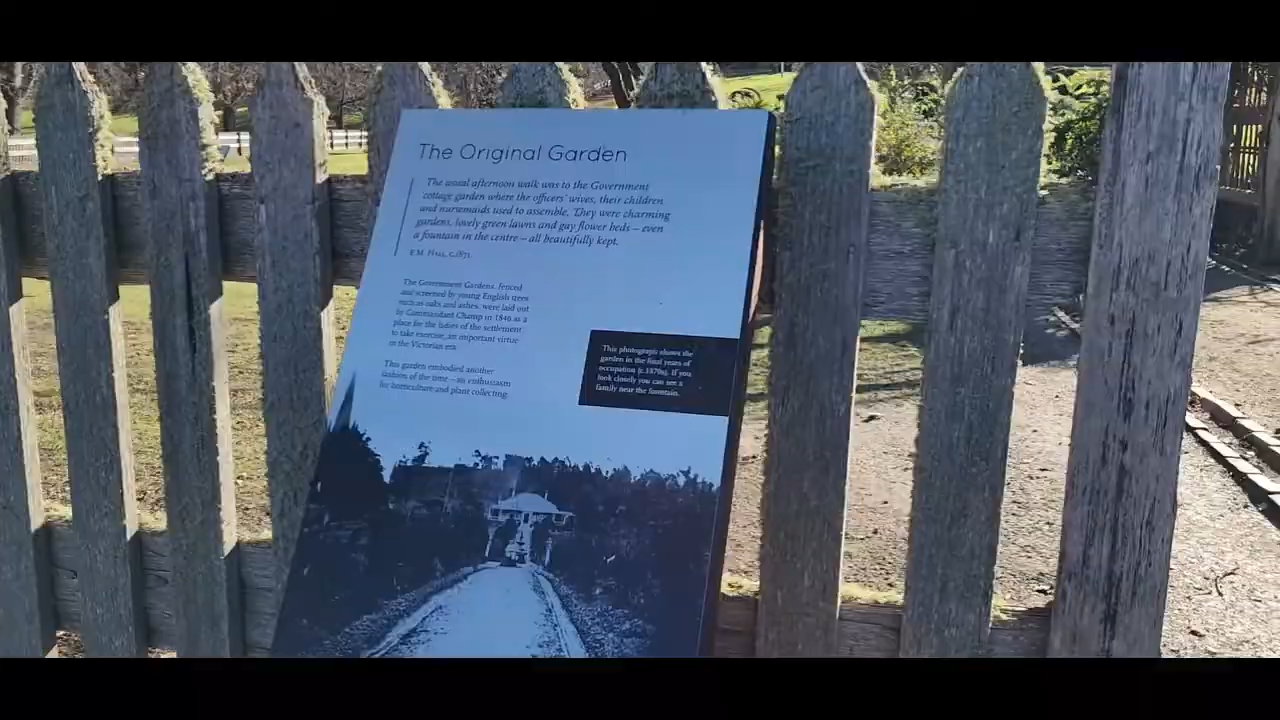 The Original Garden
The usual afternoon walk was to the Government
cottage garden where the officers' wives, their children
and nursemaids used to assemble. They were charming
gardens, lovely green lawns and gay flower beds – even
a fountain in the centre – all beautifully kept.
E.M. Hall, c.1871.
The Government Gardens, fenced
and screened by young English trees
such as oaks and ashes, were laid out
by Commandant Champ in 1846 as a
place for the ladies of the settlement
to take exercise, an important virtue
in the Victorian era.
This garden embodied another
fashion of the time – an enthusiasm
for horticulture and plant collecting.
This photograph shows the
garden in the final years of
occupation (c.1870s). If you
look closely you can see a
family near the fountain.